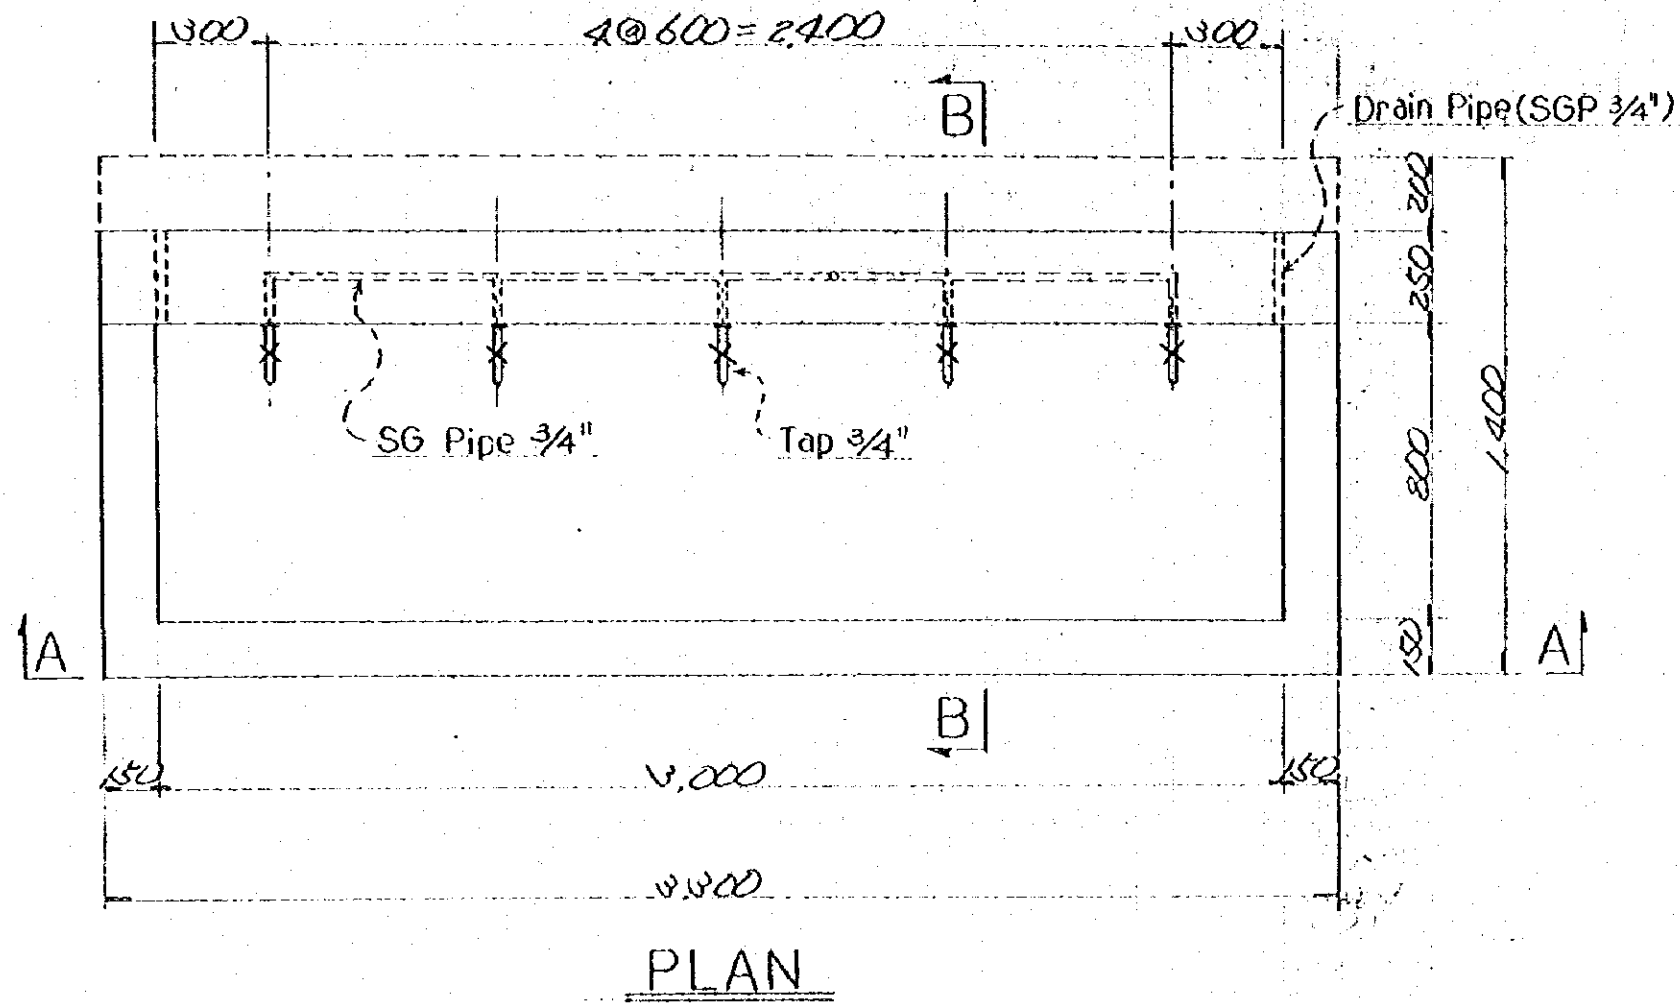 300 4@600=2,400 300
B
Drain Pipe(SGP 3/4")
200
250
800
150
1,400
SG Pipe 3/4"
Tap 3/4"
A A
B
150 3,000 150
3,300
PLAN